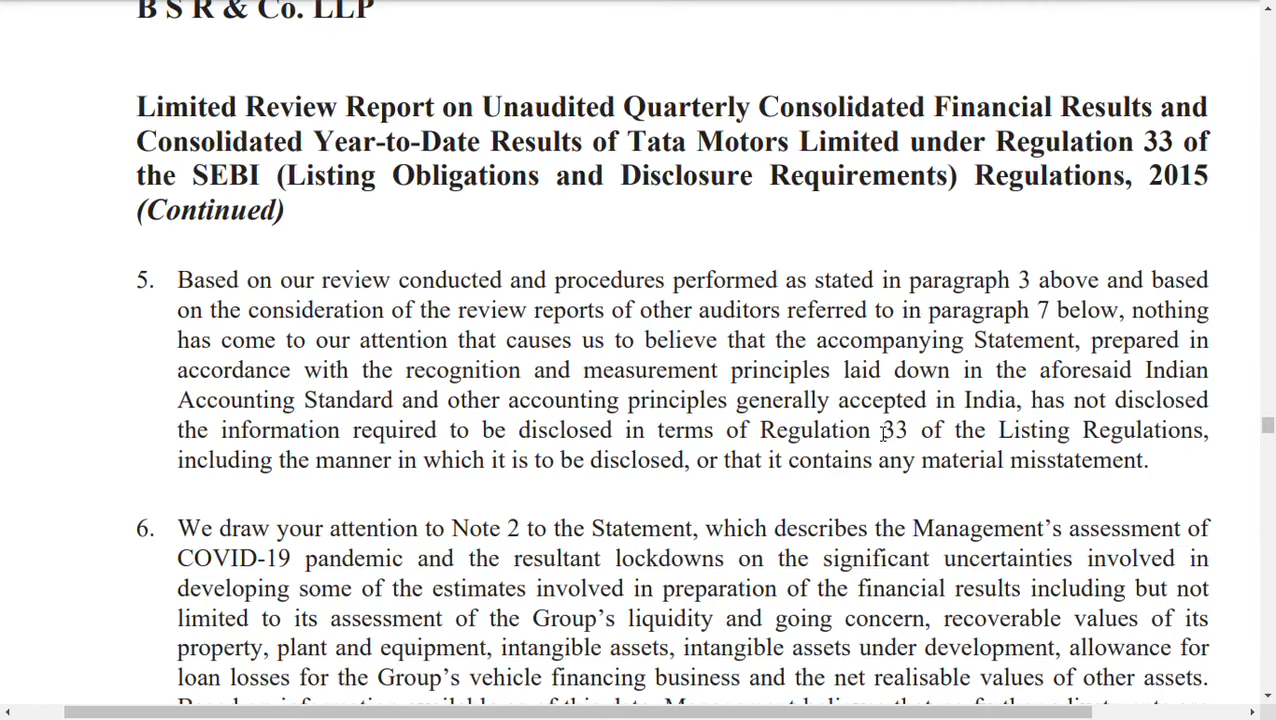 B S R & Co. LLP
Limited Review Report on Unaudited Quarterly Consolidated Financial Results and
Consolidated Year-to-Date Results of Tata Motors Limited under Regulation 33 of
the SEBI (Listing Obligations and Disclosure Requirements) Regulations, 2015
(Continued)
5. Based on our review conducted and procedures performed as stated in paragraph 3 above and based
on the consideration of the review reports of other auditors referred to in paragraph 7 below, nothing
has come to our attention that causes us to believe that the accompanying Statement, prepared in
accordance with the recognition and measurement principles laid down in the aforesaid Indian
Accounting Standard and other accounting principles generally accepted in India, has not disclosed
the information required to be disclosed in terms of Regulation 33 of the Listing Regulations,
including the manner in which it is to be disclosed, or that it contains any material misstatement.
6. We draw your attention to Note 2 to the Statement, which describes the Management’s assessment of
COVID-19 pandemic and the resultant lockdowns on the significant uncertainties involved in
developing some of the estimates involved in preparation of the financial results including but not
limited to its assessment of the Group’s liquidity and going concern, recoverable values of its
property, plant and equipment, intangible assets, intangible assets under development, allowance for
loan losses for the Group’s vehicle financing business and the net realisable values of other assets.